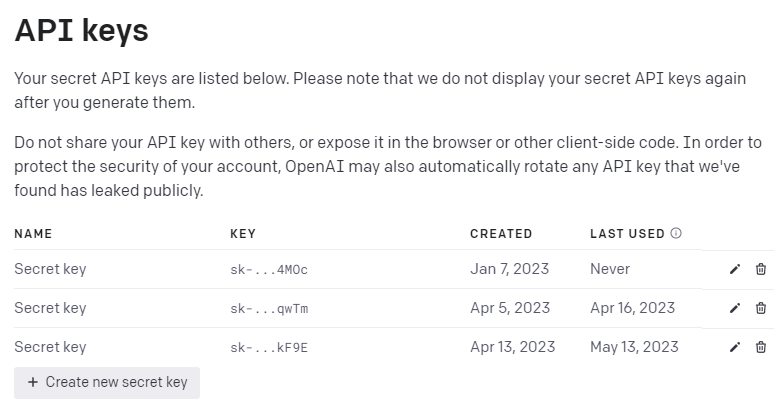 API keys
Your secret API keys are listed below. Please note that we do not display your secret API keys again
after you generate them.
Do not share your API key with others, or expose it in the browser or other client-side code. In order to
protect the security of your account, OpenAI may also automatically rotate any API key that we've
found has leaked publicly.
NAME KEY CREATED LAST USED
Secret key sk-...4MOc Jan 7, 2023 Never
Secret key sk-...qwTm Apr 5, 2023 Apr 16, 2023
Secret key sk-...kF9E Apr 13, 2023 May 13, 2023
+ Create new secret key